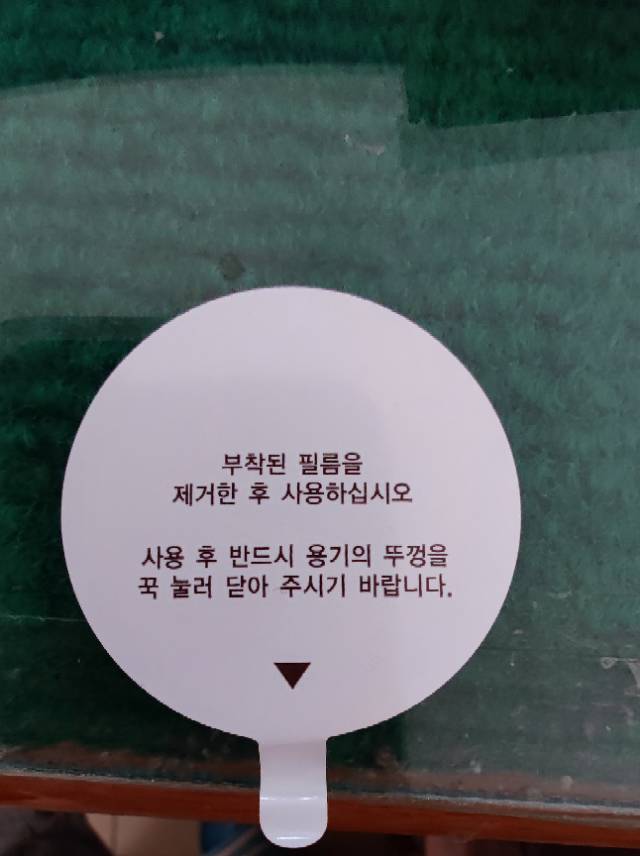 부착된 필름을
제거한 후 사용하십시오
사용 후 반드시 용기의 뚜껑을
꾹 눌러 닫아 주시기 바랍니다.